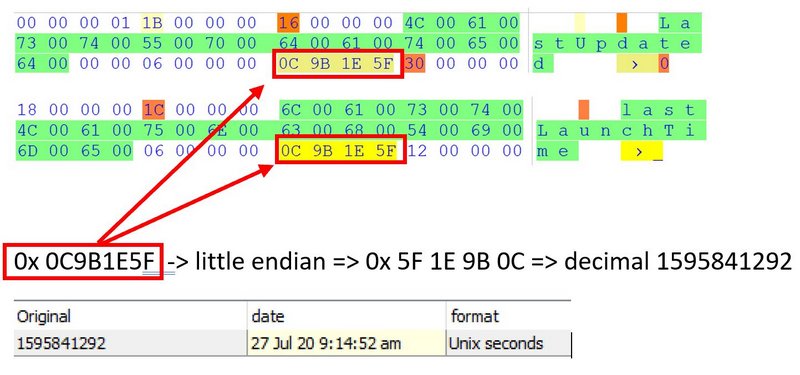 00 00 00 01 1B 00 00 00 16 00 00 00 4C 00 61 00 L a
73 00 74 00 55 00 70 00 64 00 61 00 74 00 65 00 s t U p d a t e
64 00 00 00 06 00 00 00 0C 9B 1E 5F 30 00 00 00 d › 0
18 00 00 00 1C 00 00 00 6C 00 61 00 73 00 74 00 l a s t
4C 00 61 00 75 00 6E 00 63 00 68 00 54 00 69 00 L a u n c h T i
6D 00 65 00 06 00 00 00 0C 9B 1E 5F 12 00 00 00 m e › _
0x 0C9B1E5F -> little endian => 0x 5F 1E 9B 0C => decimal 1595841292
Original date format
1595841292 27 Jul 20 9:14:52 am Unix seconds